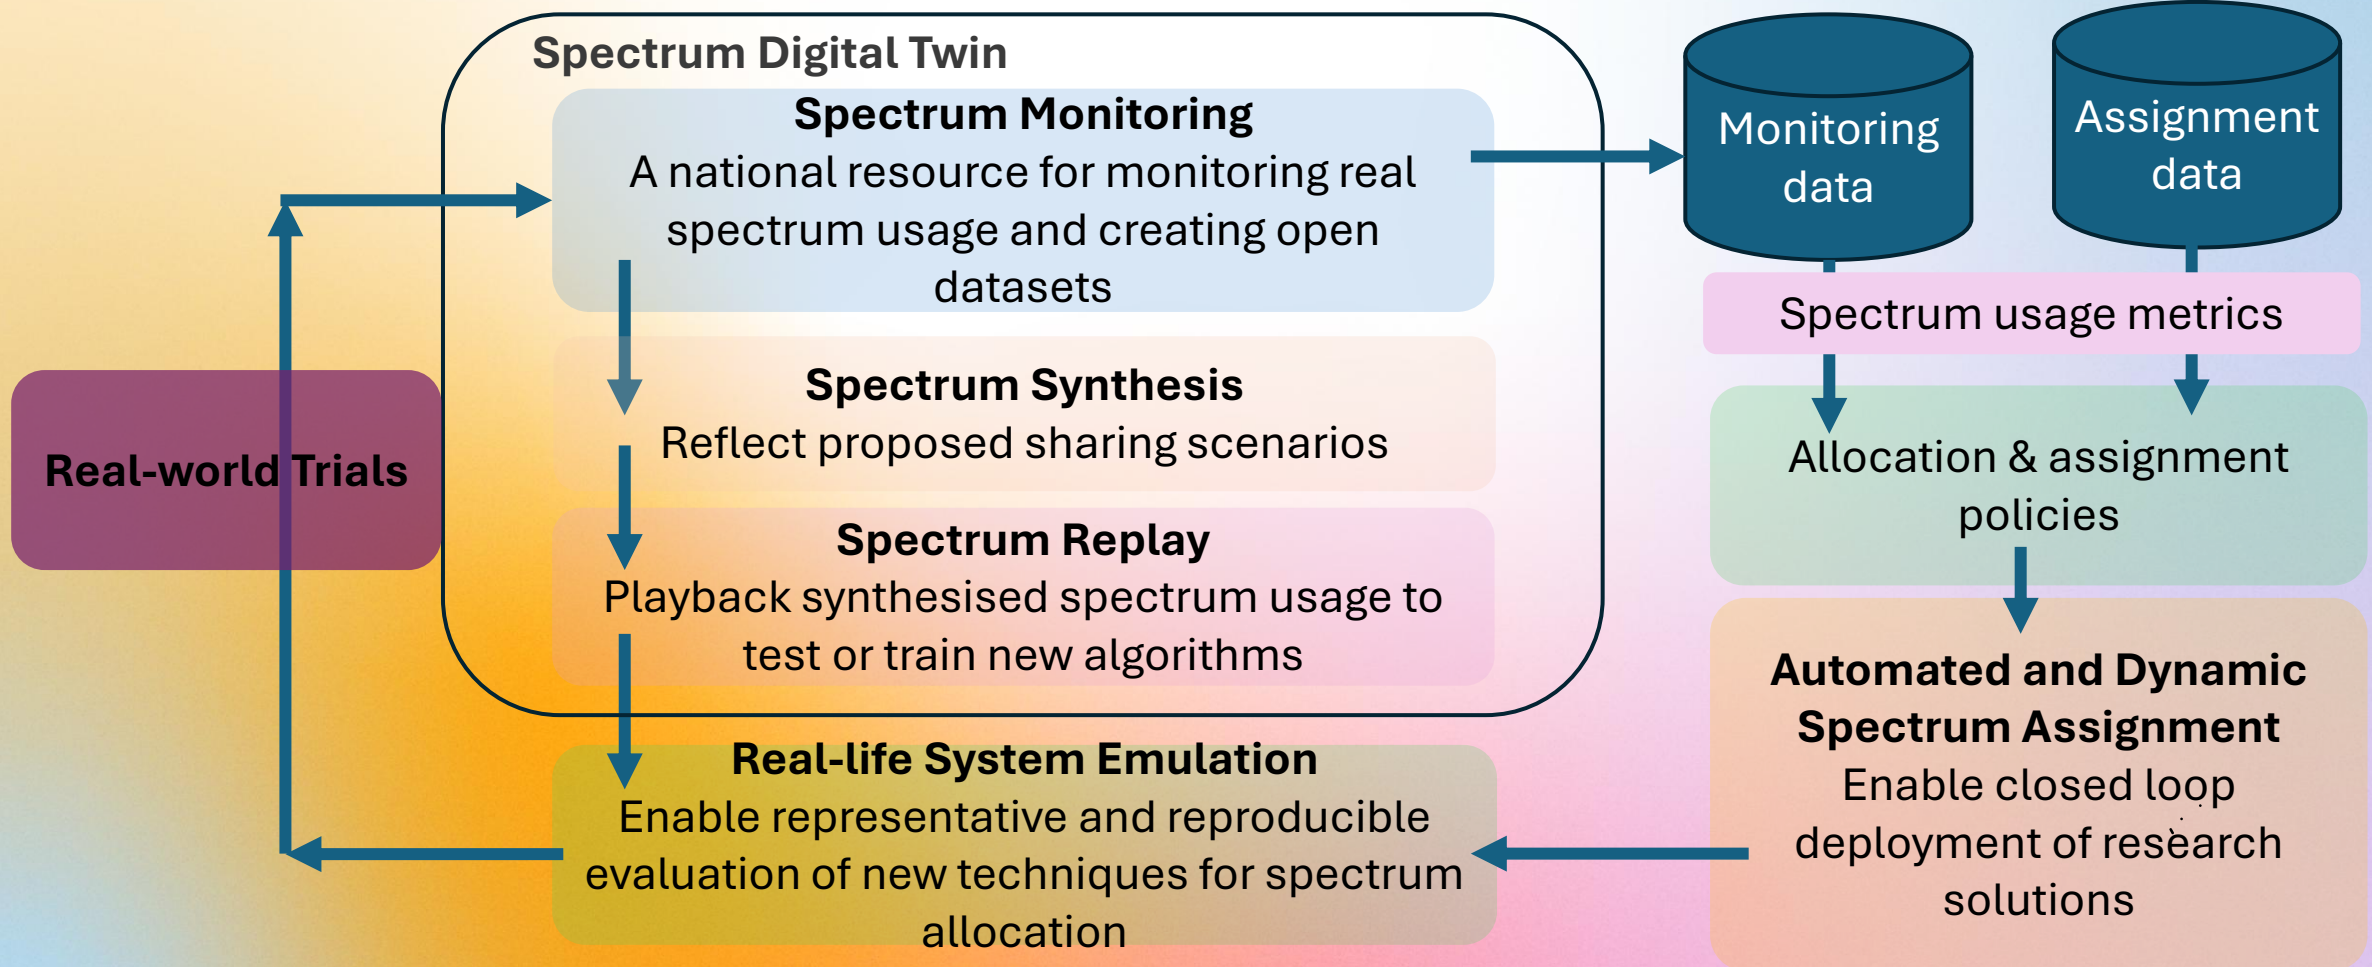 Spectrum Digital Twin
Spectrum Monitoring
A national resource for monitoring real
spectrum usage and creating open
datasets
Spectrum Synthesis
Reflect proposed sharing scenarios
Spectrum Replay
Playback synthesised spectrum usage to
test or train new algorithms
Real-life System Emulation
Enable representative and reproducible
evaluation of new techniques for spectrum
allocation
Real-world Trials
Monitoring
data
Assignment
data
Spectrum usage metrics
Allocation & assignment
policies
Automated and Dynamic
Spectrum Assignment
Enable closed loop
deployment of research
solutions